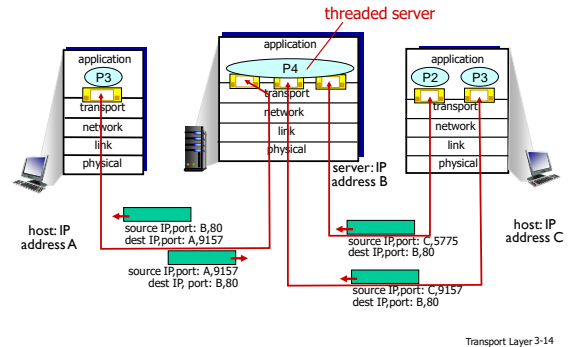 threaded server
application
P3
transport
network
link
physical
host: IP
address A
application
P4
transport
network
link
physical
server: IP
address B
application
P2
P3
transport
network
link
physical
host: IP
address C
source IP,port: B,80
dest IP,port: A,9157
source IP,port: A,9157
dest IP, port: B,80
source IP,port: C,5775
dest IP,port: B,80
source IP,port: C,9157
dest IP,port: B,80
Transport Layer 3-14